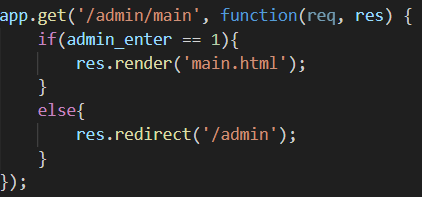 app.get('/admin/main', function(req, res) {
    if(admin_enter == 1){
        res.render('main.html');
    }
    else{
        res.redirect('/admin');
    }
});